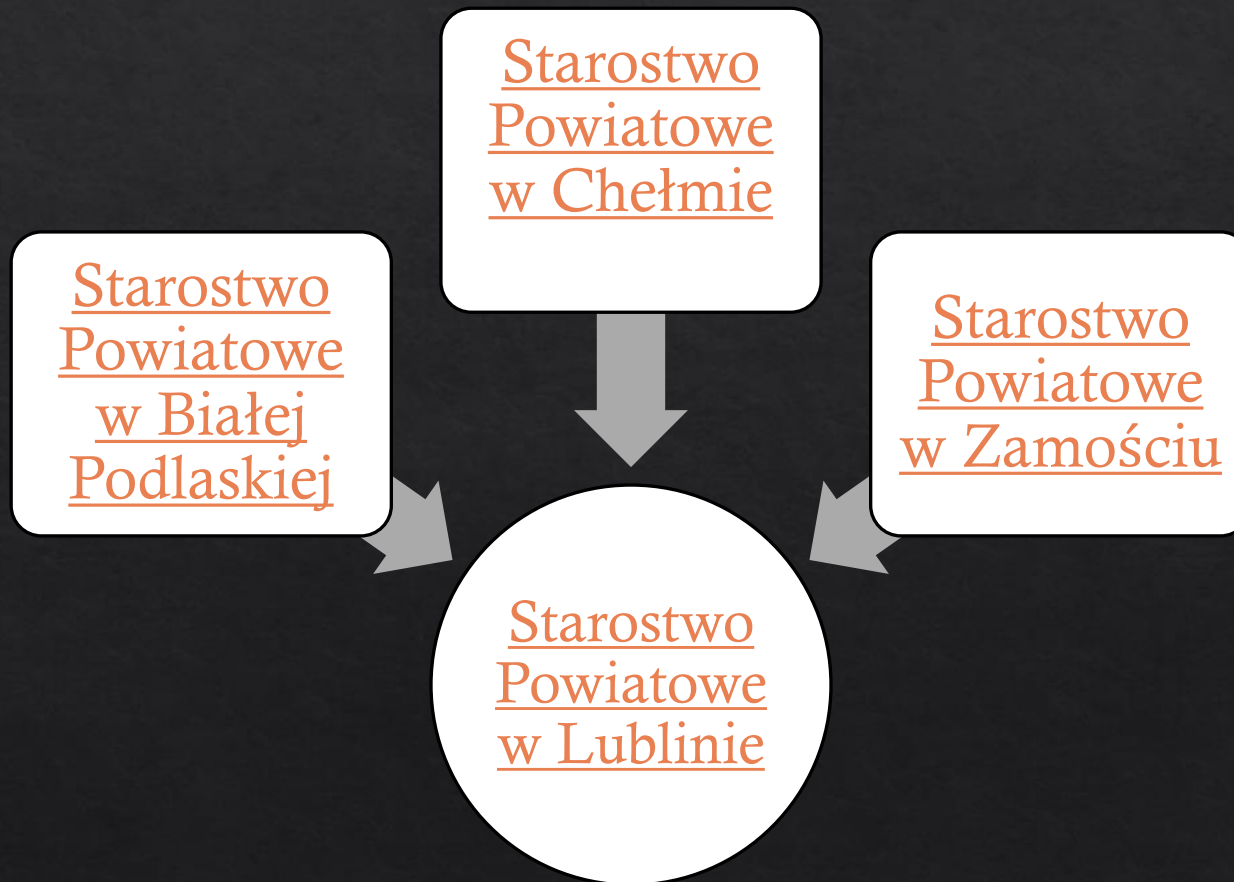 Starostwo
Powiatowe
w Chełmie
Starostwo
Powiatowe
w Białej
Podlaskiej
Starostwo
Powiatowe
w Zamościu
Starostwo
Powiatowe
w Lublinie